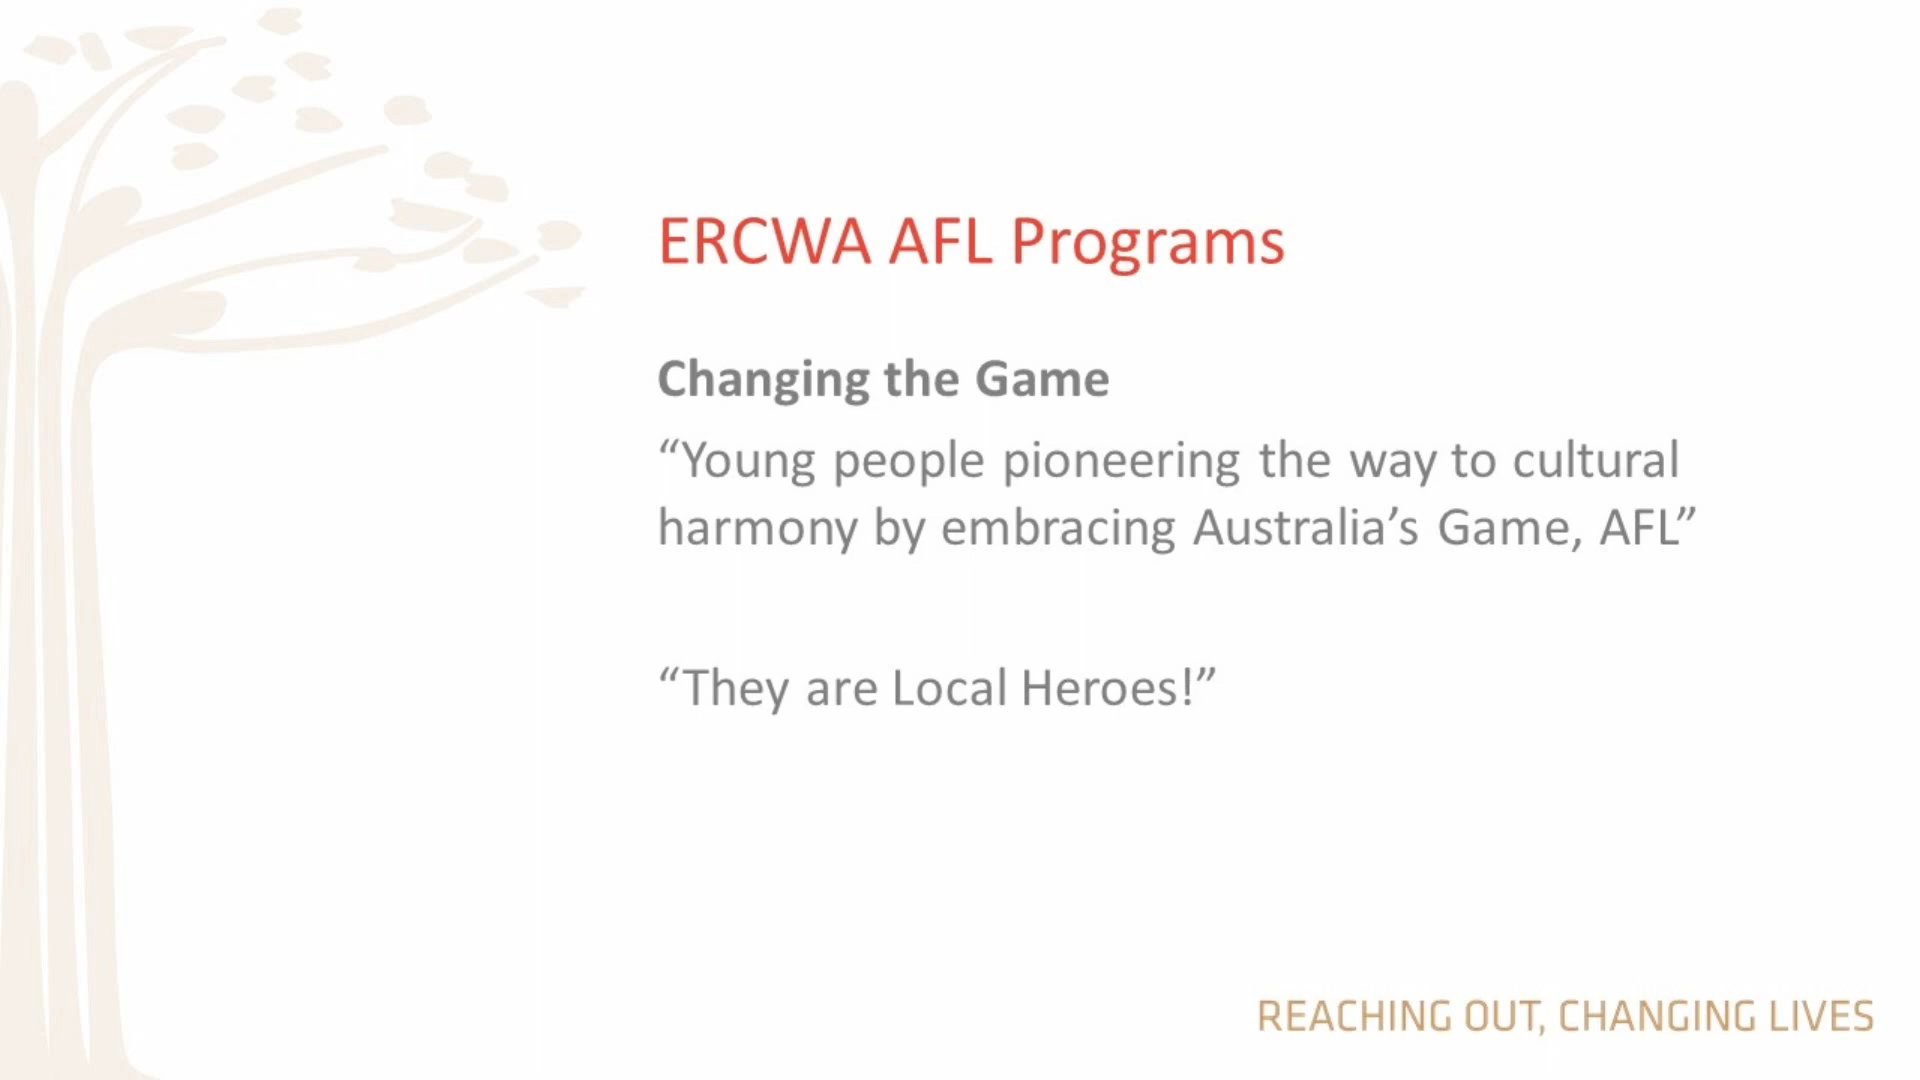 ERCWA AFL Programs
Changing the Game
“Young people pioneering the way to cultural
harmony by embracing Australia’s Game, AFL”
“They are Local Heroes!”
REACHING OUT, CHANGING LIVES